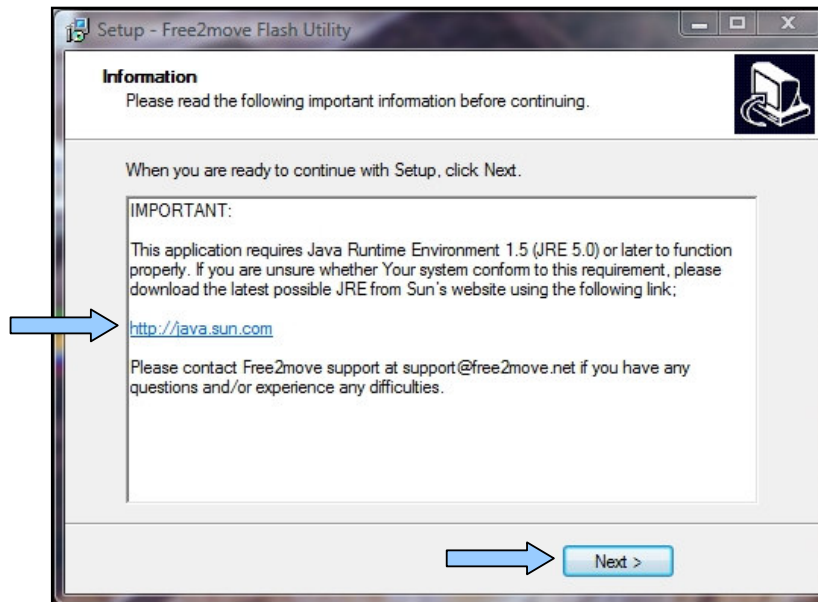 Setup - Free2move Flash Utility
Information
Please read the following important information before continuing.
When you are ready to continue with Setup, click Next.
IMPORTANT:
This application requires Java Runtime Environment 1.5 (JRE 5.0) or later to function
properly. If you are unsure whether Your system conform to this requirement, please
download the latest possible JRE from Sun's website using the following link;
http://java.sun.com
Please contact Free2move support at support@free2move.net if you have any
questions and/or experience any difficulties.
Next >